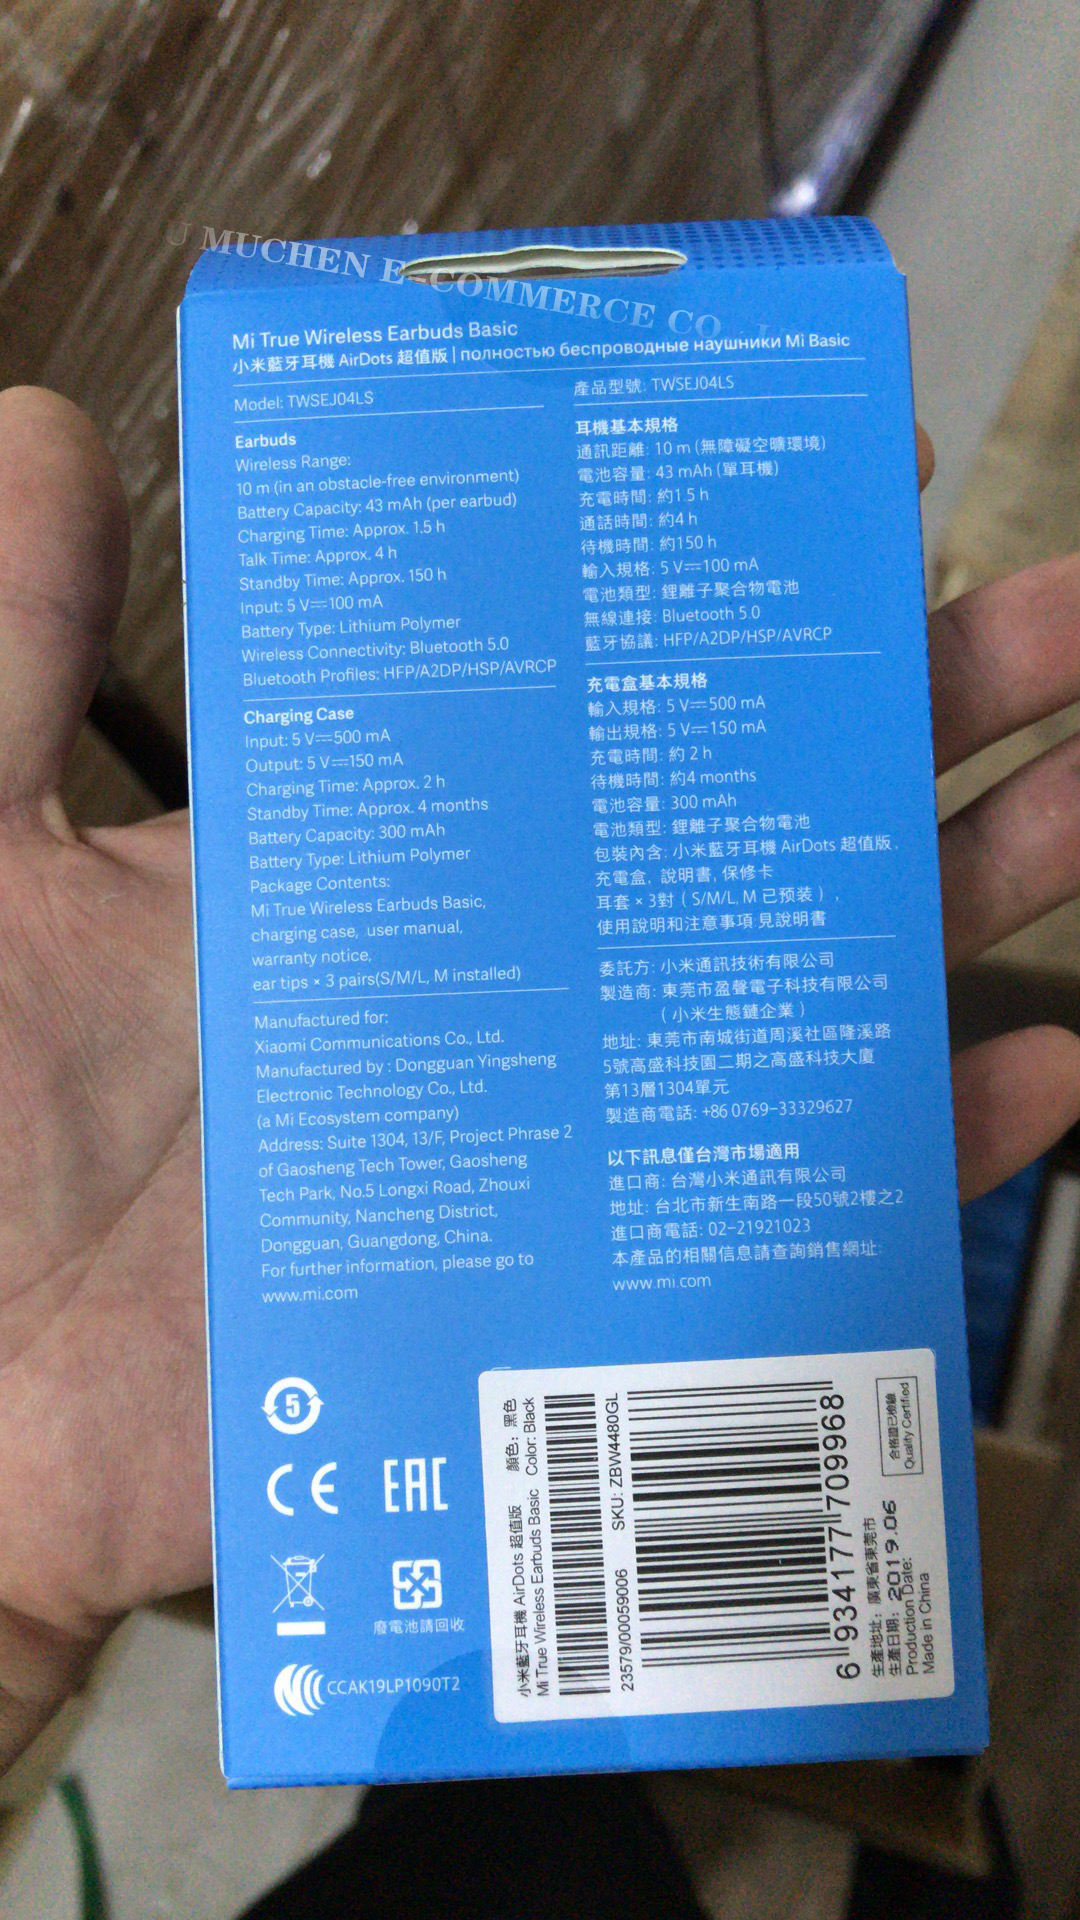 U MUCHEN E-COMMERCE CO
Mi True Wireless Earbuds Basic
小米藍牙耳機 AirDots 超值版 | полностью беспроводные наушники Mi Basic
Model: TWSEJ04LS
Earbuds
Wireless Range:
10 m (in an obstacle-free environment)
Battery Capacity: 43 mAh (per earbud)
Charging Time: Approx. 1.5 h
Talk Time: Approx. 4 h
Standby Time: Approx. 150 h
Input: 5 V⎓100 mA
Battery Type: Lithium Polymer
Wireless Connectivity: Bluetooth 5.0
Bluetooth Profiles: HFP/A2DP/HSP/AVRCP
Charging Case
Input: 5 V⎓500 mA
Output: 5 V⎓150 mA
Charging Time: Approx. 2 h
Standby Time: Approx. 4 months
Battery Capacity: 300 mAh
Battery Type: Lithium Polymer
Package Contents:
Mi True Wireless Earbuds Basic,
charging case, user manual,
warranty notice,
ear tips × 3 pairs(S/M/L, M installed)
Manufactured for:
Xiaomi Communications Co., Ltd.
Manufactured by : Dongguan Yingsheng
Electronic Technology Co., Ltd.
(a Mi Ecosystem company)
Address: Suite 1304, 13/F, Project Phrase 2
of Gaosheng Tech Tower, Gaosheng
Tech Park, No.5 Longxi Road, Zhouxi
Community, Nancheng District,
Dongguan, Guangdong, China.
For further information, please go to
www.mi.com
產品型號: TWSEJ04LS
耳機基本規格
通訊距離: 10 m (無障礙空曠環境)
電池容量: 43 mAh (單耳機)
充電時間: 約1.5 h
通話時間: 約4 h
待機時間: 約150 h
輸入規格: 5 V⎓100 mA
電池類型: 鋰離子聚合物電池
無線連接: Bluetooth 5.0
藍牙協議: HFP/A2DP/HSP/AVRCP
充電盒基本規格
輸入規格: 5 V⎓500 mA
輸出規格: 5 V⎓150 mA
充電時間: 約 2 h
待機時間: 約4 months
電池容量: 300 mAh
電池類型: 鋰離子聚合物電池
包裝內含: 小米藍牙耳機 AirDots 超值版,
充電盒, 說明書, 保修卡
耳套 × 3對 ( S/M/L, M 已预装 ) ,
使用說明和注意事項 見說明書
委託方: 小米通訊技術有限公司
製造商: 東莞市盈聲電子科技有限公司
( 小米生態鏈企業 )
地址: 東莞市南城街道周溪社區隆溪路
5號高盛科技園二期之高盛科技大廈
第13層1304單元
製造商電話: +86 0769-33329627
以下訊息僅台灣市場適用
進口商: 台灣小米通訊有限公司
地址: 台北市新生南路一段50號2樓之2
進口商電話: 02-21921023
本產品的相關信息請查詢銷售網址:
www.mi.com
5
CE EAC
廢電池請回收
CCAK19LP1090T2
小米藍牙耳機 AirDots 超值版 顏色: 黑色
Mi True Wireless Earbuds Basic Color: Black
23579/00059006 SKU: ZBW4480GL
6 934177 709968
生產地址: 廣東省東莞市
生產日期: 2019.06
Production Date:
Made in China
合格證已檢驗
Quality Certified